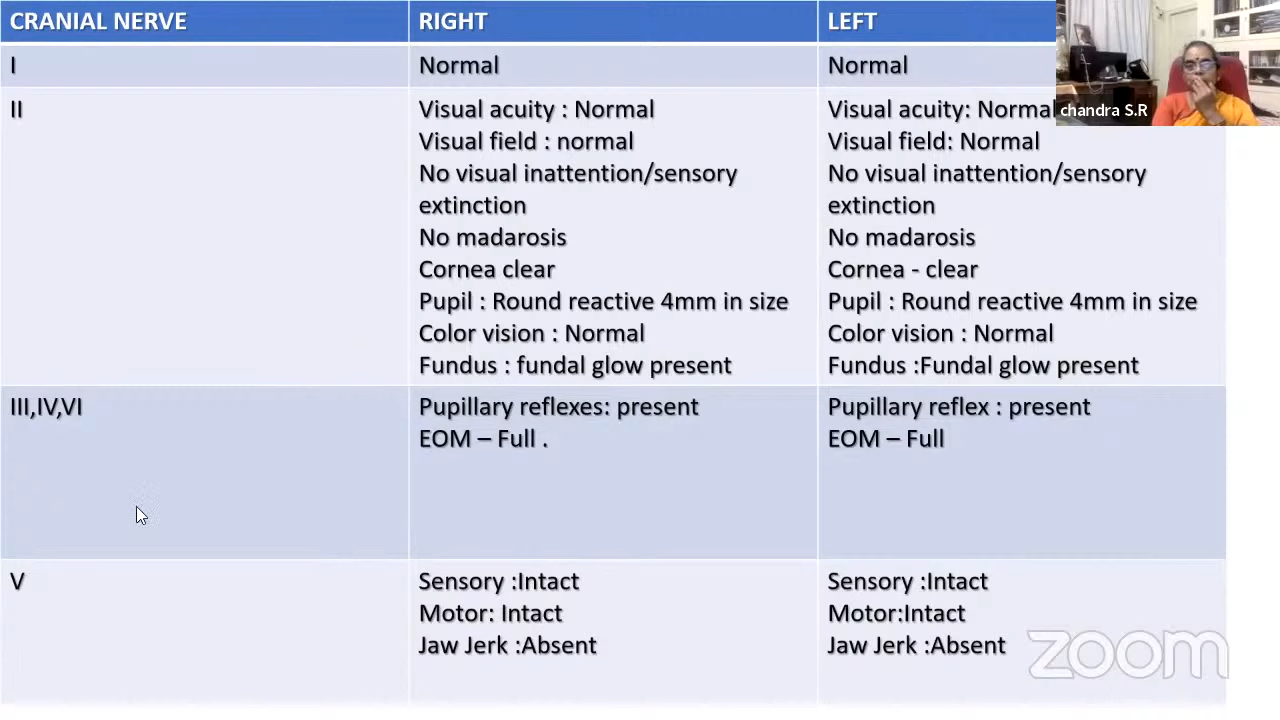 CRANIAL NERVE RIGHT LEFT
I Normal Normal
II Visual acuity : Normal Visual acuity: Normal
Visual field : normal Visual field: Normal
No visual inattention/sensory No visual inattention/sensory
extinction extinction
No madarosis No madarosis
Cornea clear Cornea - clear
Pupil : Round reactive 4mm in size Pupil : Round reactive 4mm in size
Color vision : Normal Color vision : Normal
Fundus : fundal glow present Fundus :Fundal glow present
III,IV,VI Pupillary reflexes: present Pupillary reflex : present
EOM – Full . EOM – Full
V Sensory :Intact Sensory :Intact
Motor: Intact Motor:Intact
Jaw Jerk :Absent Jaw Jerk :Absent
chandra S.R
zoom